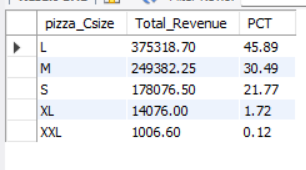 pizza_Csize Total_Revenue PCT
L 375318.70 45.89
M 249382.25 30.49
S 178076.50 21.77
XL 14076.00 1.72
XXL 1006.60 0.12